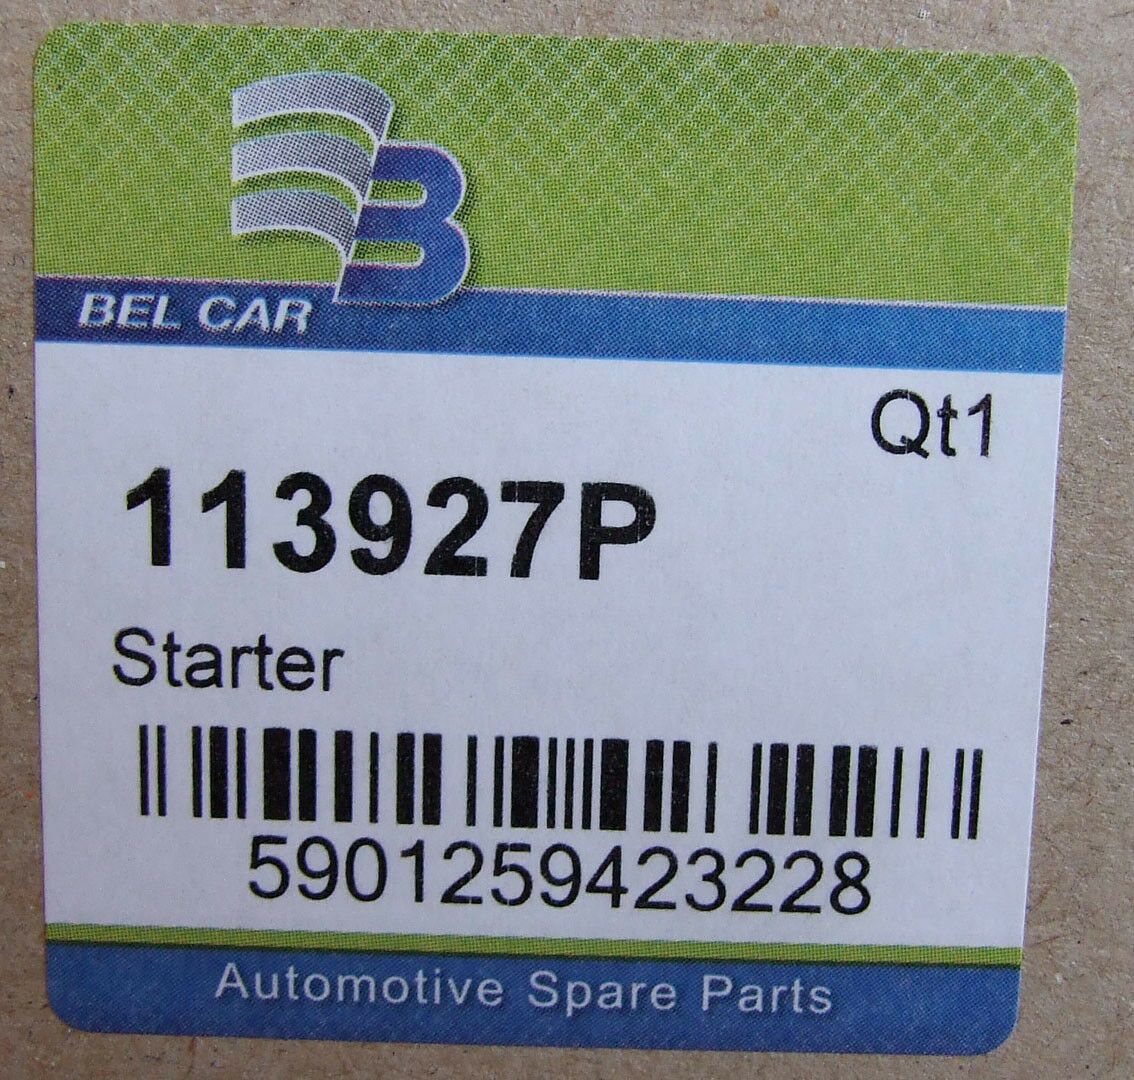 B
BEL CAR
Qt1
113927P
Starter
5901259423228
Automotive Spare Parts